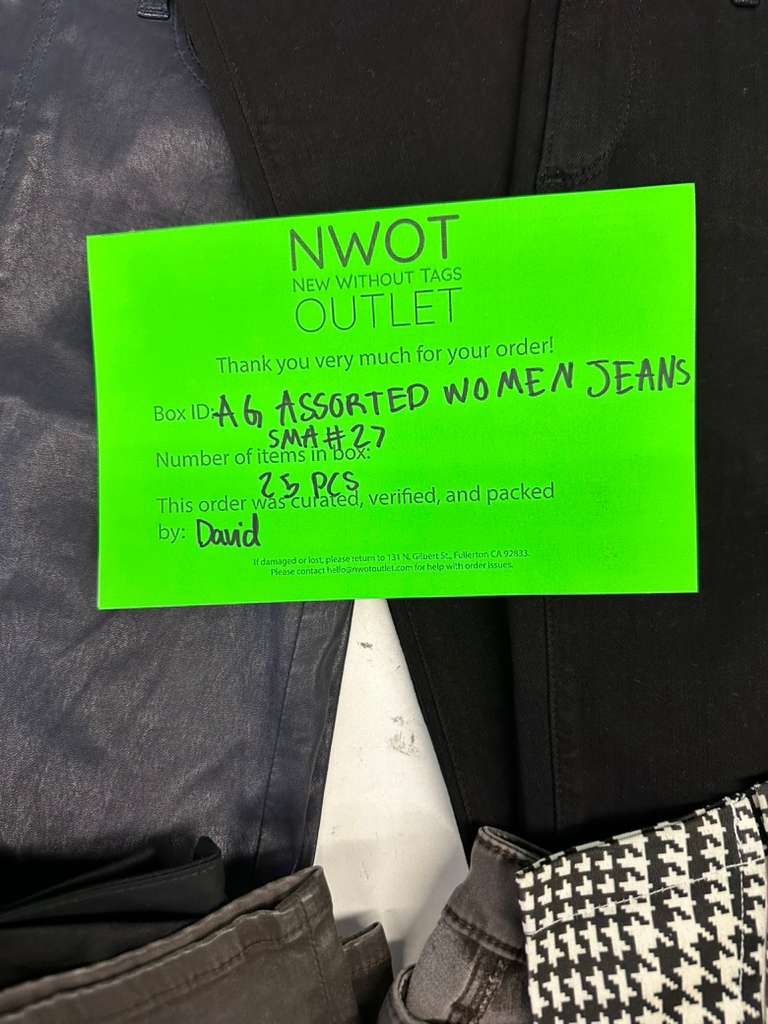 NWOT
NEW WITHOUT TAGS
OUTLET
Thank you very much for your order!
Box ID: AG ASSORTED WOMEN JEANS
SMA#27
Number of items in box:
25 PCS
This order was curated, verified, and packed
by: David
If damaged or lost, please return to 131 N. Gilbert St., Fullerton CA 92833.
Please contact hello@nwotoutlet.com for help with order issues.